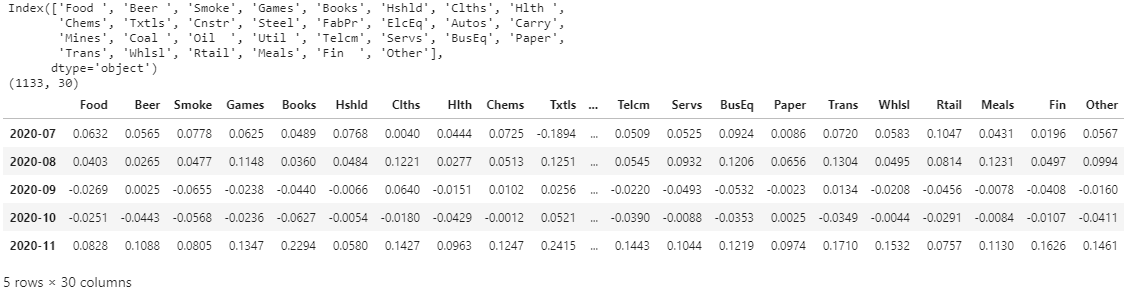 Index(['Food ', 'Beer ', 'Smoke', 'Games', 'Books', 'Hshld', 'Clths', 'Hlth ',
'Chems', 'Txtls', 'Cnstr', 'Steel', 'FabPr', 'ElcEq', 'Autos', 'Carry',
'Mines', 'Coal ', 'Oil  ', 'Util ', 'Telcm', 'Servs', 'BusEq', 'Paper',
'Trans', 'Whlsl', 'Rtail', 'Meals', 'Fin  ', 'Other'],
dtype='object')
(1133, 30)
Food Beer Smoke Games Books Hshld Clths Hlth Chems Txtls ... Telcm Servs BusEq Paper Trans Whlsl Rtail Meals Fin Other
2020-07 0.0632 0.0565 0.0778 0.0625 0.0489 0.0768 0.0040 0.0444 0.0725 -0.1894 ... 0.0509 0.0525 0.0924 0.0086 0.0720 0.0583 0.1047 0.0431 0.0196 0.0567
2020-08 0.0403 0.0265 0.0477 0.1148 0.0360 0.0484 0.1221 0.0277 0.0513 0.1251 ... 0.0545 0.0932 0.1206 0.0656 0.1304 0.0495 0.0814 0.1231 0.0497 0.0994
2020-09 -0.0269 0.0025 -0.0655 -0.0238 -0.0440 -0.0066 0.0640 -0.0151 0.0102 0.0256 ... -0.0220 -0.0493 -0.0532 -0.0023 0.0134 -0.0208 -0.0456 -0.0078 -0.0408 -0.0160
2020-10 -0.0251 -0.0443 -0.0568 -0.0236 -0.0627 -0.0054 -0.0180 -0.0429 -0.0012 0.0521 ... -0.0390 -0.0088 -0.0353 0.0025 -0.0349 -0.0044 -0.0291 -0.0084 -0.0107 -0.0411
2020-11 0.0828 0.1088 0.0805 0.1347 0.2294 0.0580 0.1427 0.0963 0.1247 0.2415 ... 0.1443 0.1044 0.1219 0.0974 0.1710 0.1532 0.0757 0.1130 0.1626 0.1461
5 rows × 30 columns